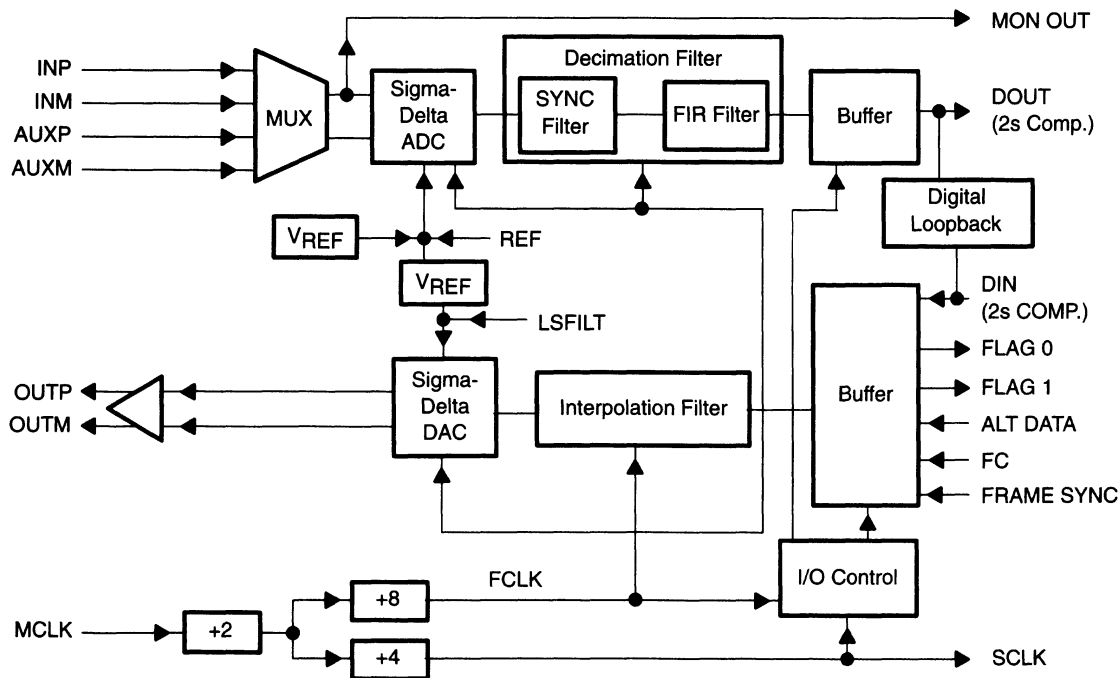 MON OUT
Decimation Filter
INP
INM
AUXP
AUXM
MUX
Sigma-
Delta
ADC
SYNC
Filter
FIR Filter
Buffer
DOUT
(2s Comp.)
Digital
Loopback
VREF
REF
VREF
LSFILT
DIN
(2s COMP.)
FLAG 0
FLAG 1
ALT DATA
FC
FRAME SYNC
OUTP
OUTM
Sigma-
Delta
DAC
Interpolation Filter
Buffer
I/O Control
FCLK
+8
MCLK
+2
+4
SCLK